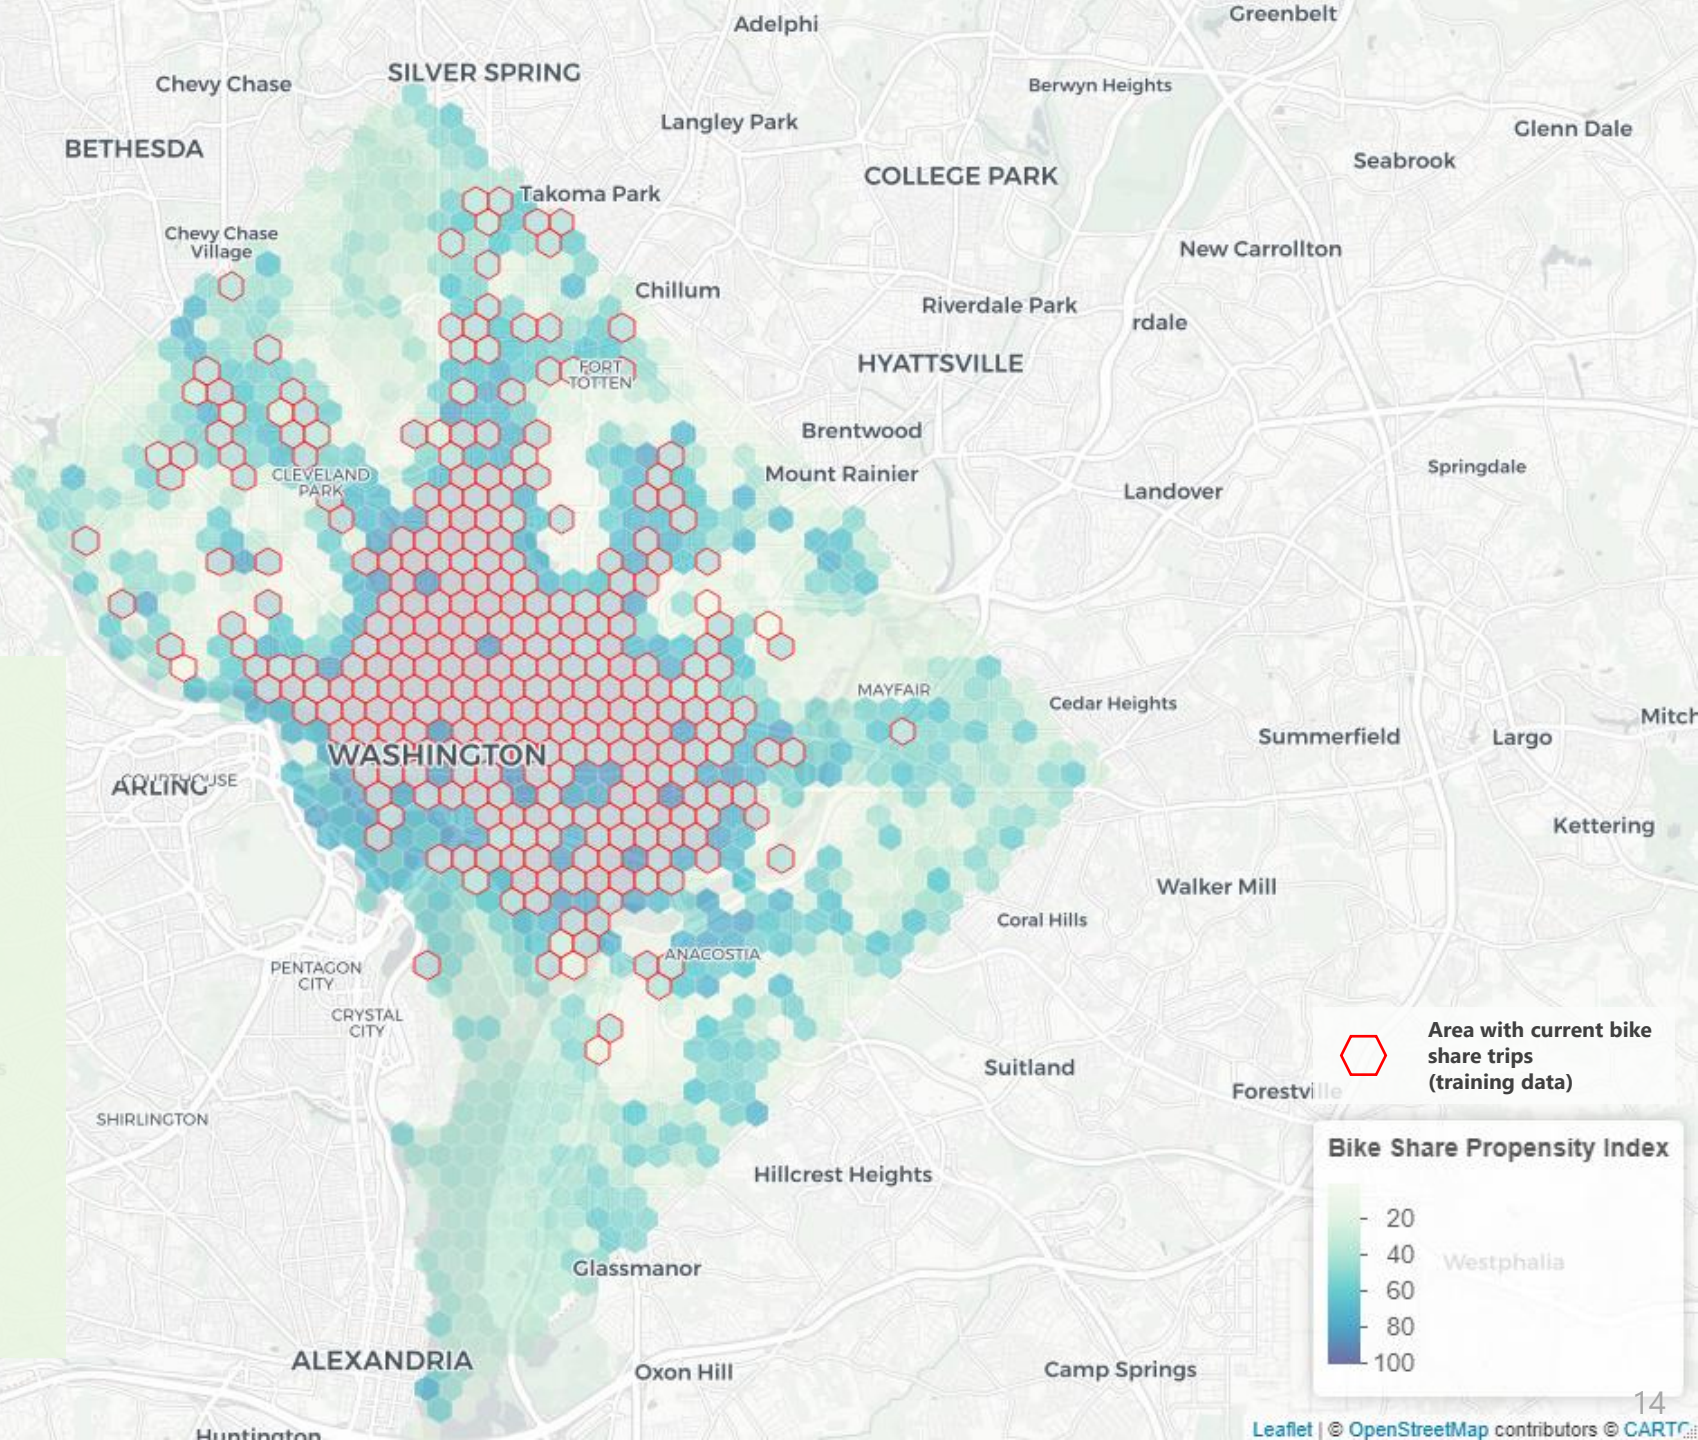 Greenbelt
Adelphi
SILVER SPRING
Chevy Chase
Berwyn Heights
Langley Park
Glenn Dale
BETHESDA
Seabrook
COLLEGE PARK
Takoma Park
Chevy Chase
Village
New Carrollton
Chillum
Riverdale Park
rdale
HYATTSVILLE
FORT
TOTTEN
Brentwood
Mount Rainier
Springdale
CLEVELAND
PARK
Landover
MAYFAIR
Cedar Heights
Mitch
Summerfield
Largo
WASHINGTON
COURTHOUSE
ARLING
Kettering
Walker Mill
Coral Hills
ANACOSTIA
PENTAGON
CITY
CRYSTAL
CITY
Area with current bike
share trips
(training data)
Suitland
Forestville
SHIRLINGTON
Bike Share Propensity Index
Hillcrest Heights
20
40
60
80
100
Westphalia
Glassmanor
ALEXANDRIA
Oxon Hill
Camp Springs
14
Huntington
Leaflet | © OpenStreetMap contributors © CARTO